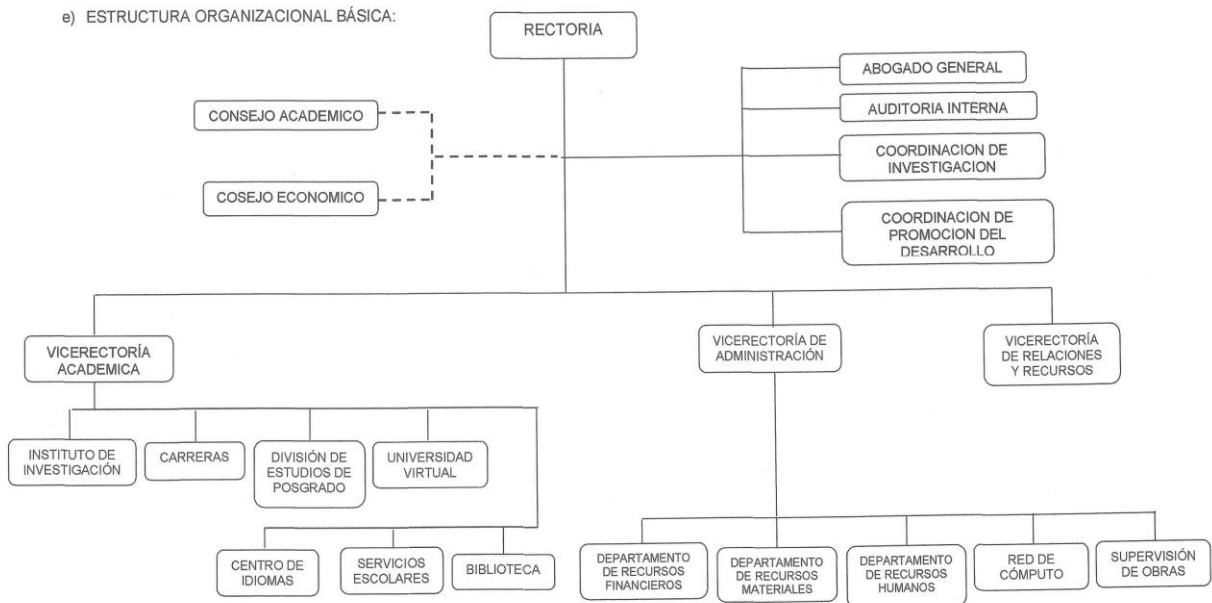 e) ESTRUCTURA ORGANIZACIONAL BÁSICA:
RECTORIA
ABOGADO GENERAL
AUDITORIA INTERNA
COORDINACION DE
INVESTIGACION
COORDINACION DE
PROMOCION DEL
DESARROLLO
CONSEJO ACADEMICO
COSEJO ECONOMICO
VICERECTORÍA
ACADEMICA
VICERECTORÍA DE
ADMINISTRACIÓN
VICERECTORÍA
DE RELACIONES
Y RECURSOS
INSTITUTO DE
INVESTIGACIÓN
CARRERAS
DIVISIÓN DE
ESTUDIOS DE
POSGRADO
UNIVERSIDAD
VIRTUAL
CENTRO DE
IDIOMAS
SERVICIOS
ESCOLARES
BIBLIOTECA
DEPARTAMENTO
DE RECURSOS
FINANCIEROS
DEPARTAMENTO
DE RECURSOS
MATERIALES
DEPARTAMENTO
DE RECURSOS
HUMANOS
RED DE
CÓMPUTO
SUPERVISIÓN
DE OBRAS